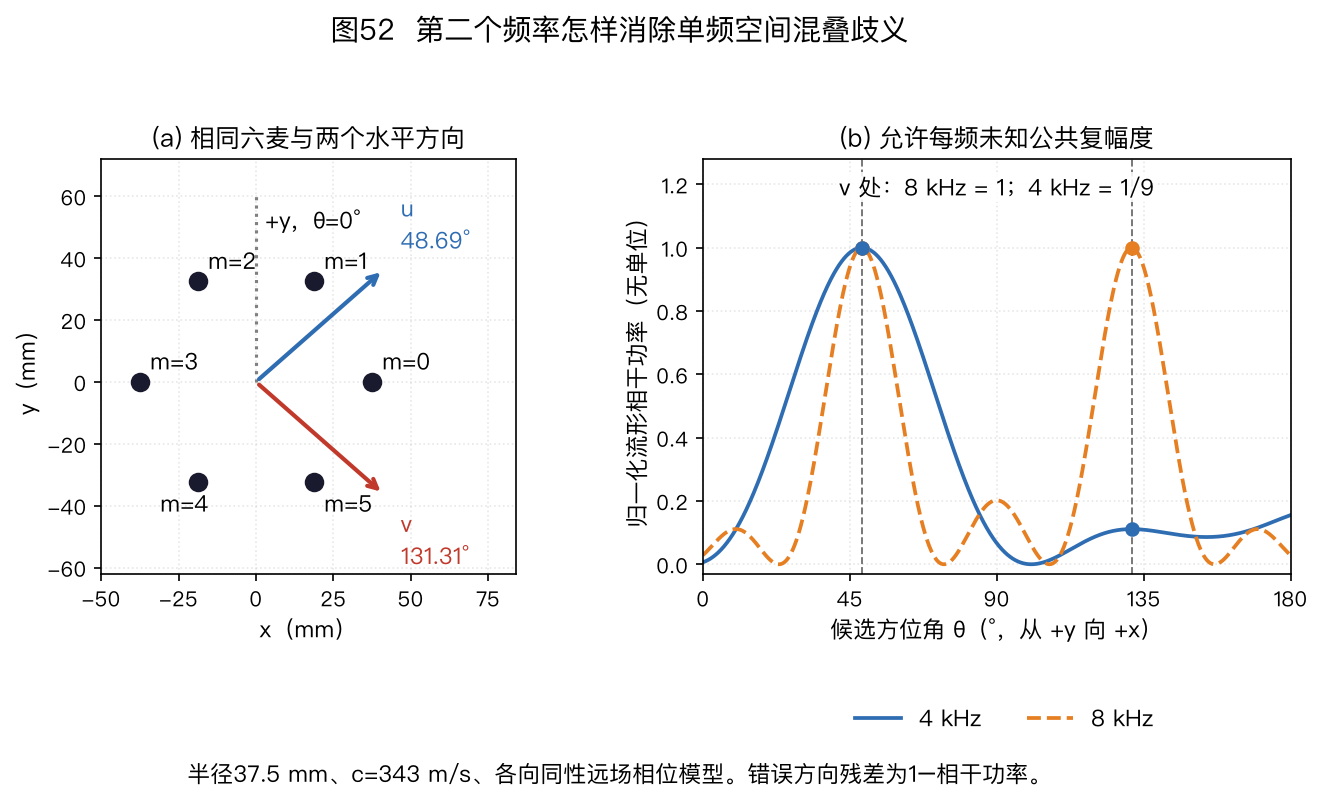 图52 第二个频率怎样消除单频空间混叠歧义
(a) 相同六麦与两个水平方向
60
40
20
0
−20
−40
−60
y（mm）
+y，θ=0°
u
48.69°
m=2
m=1
m=3
m=0
m=4
m=5
v
131.31°
−50
−25
0
25
50
75
x（mm）
(b) 允许每频未知公共复幅度
v 处：8 kHz = 1；4 kHz = 1/9
1.2
1.0
0.8
0.6
0.4
0.2
0.0
归一化流形相干功率（无单位）
0
45
90
135
180
候选方位角 θ（°，从 +y 向 +x）
4 kHz
8 kHz
半径37.5 mm、c=343 m/s、各向同性远场相位模型。错误方向残差为1−相干功率。